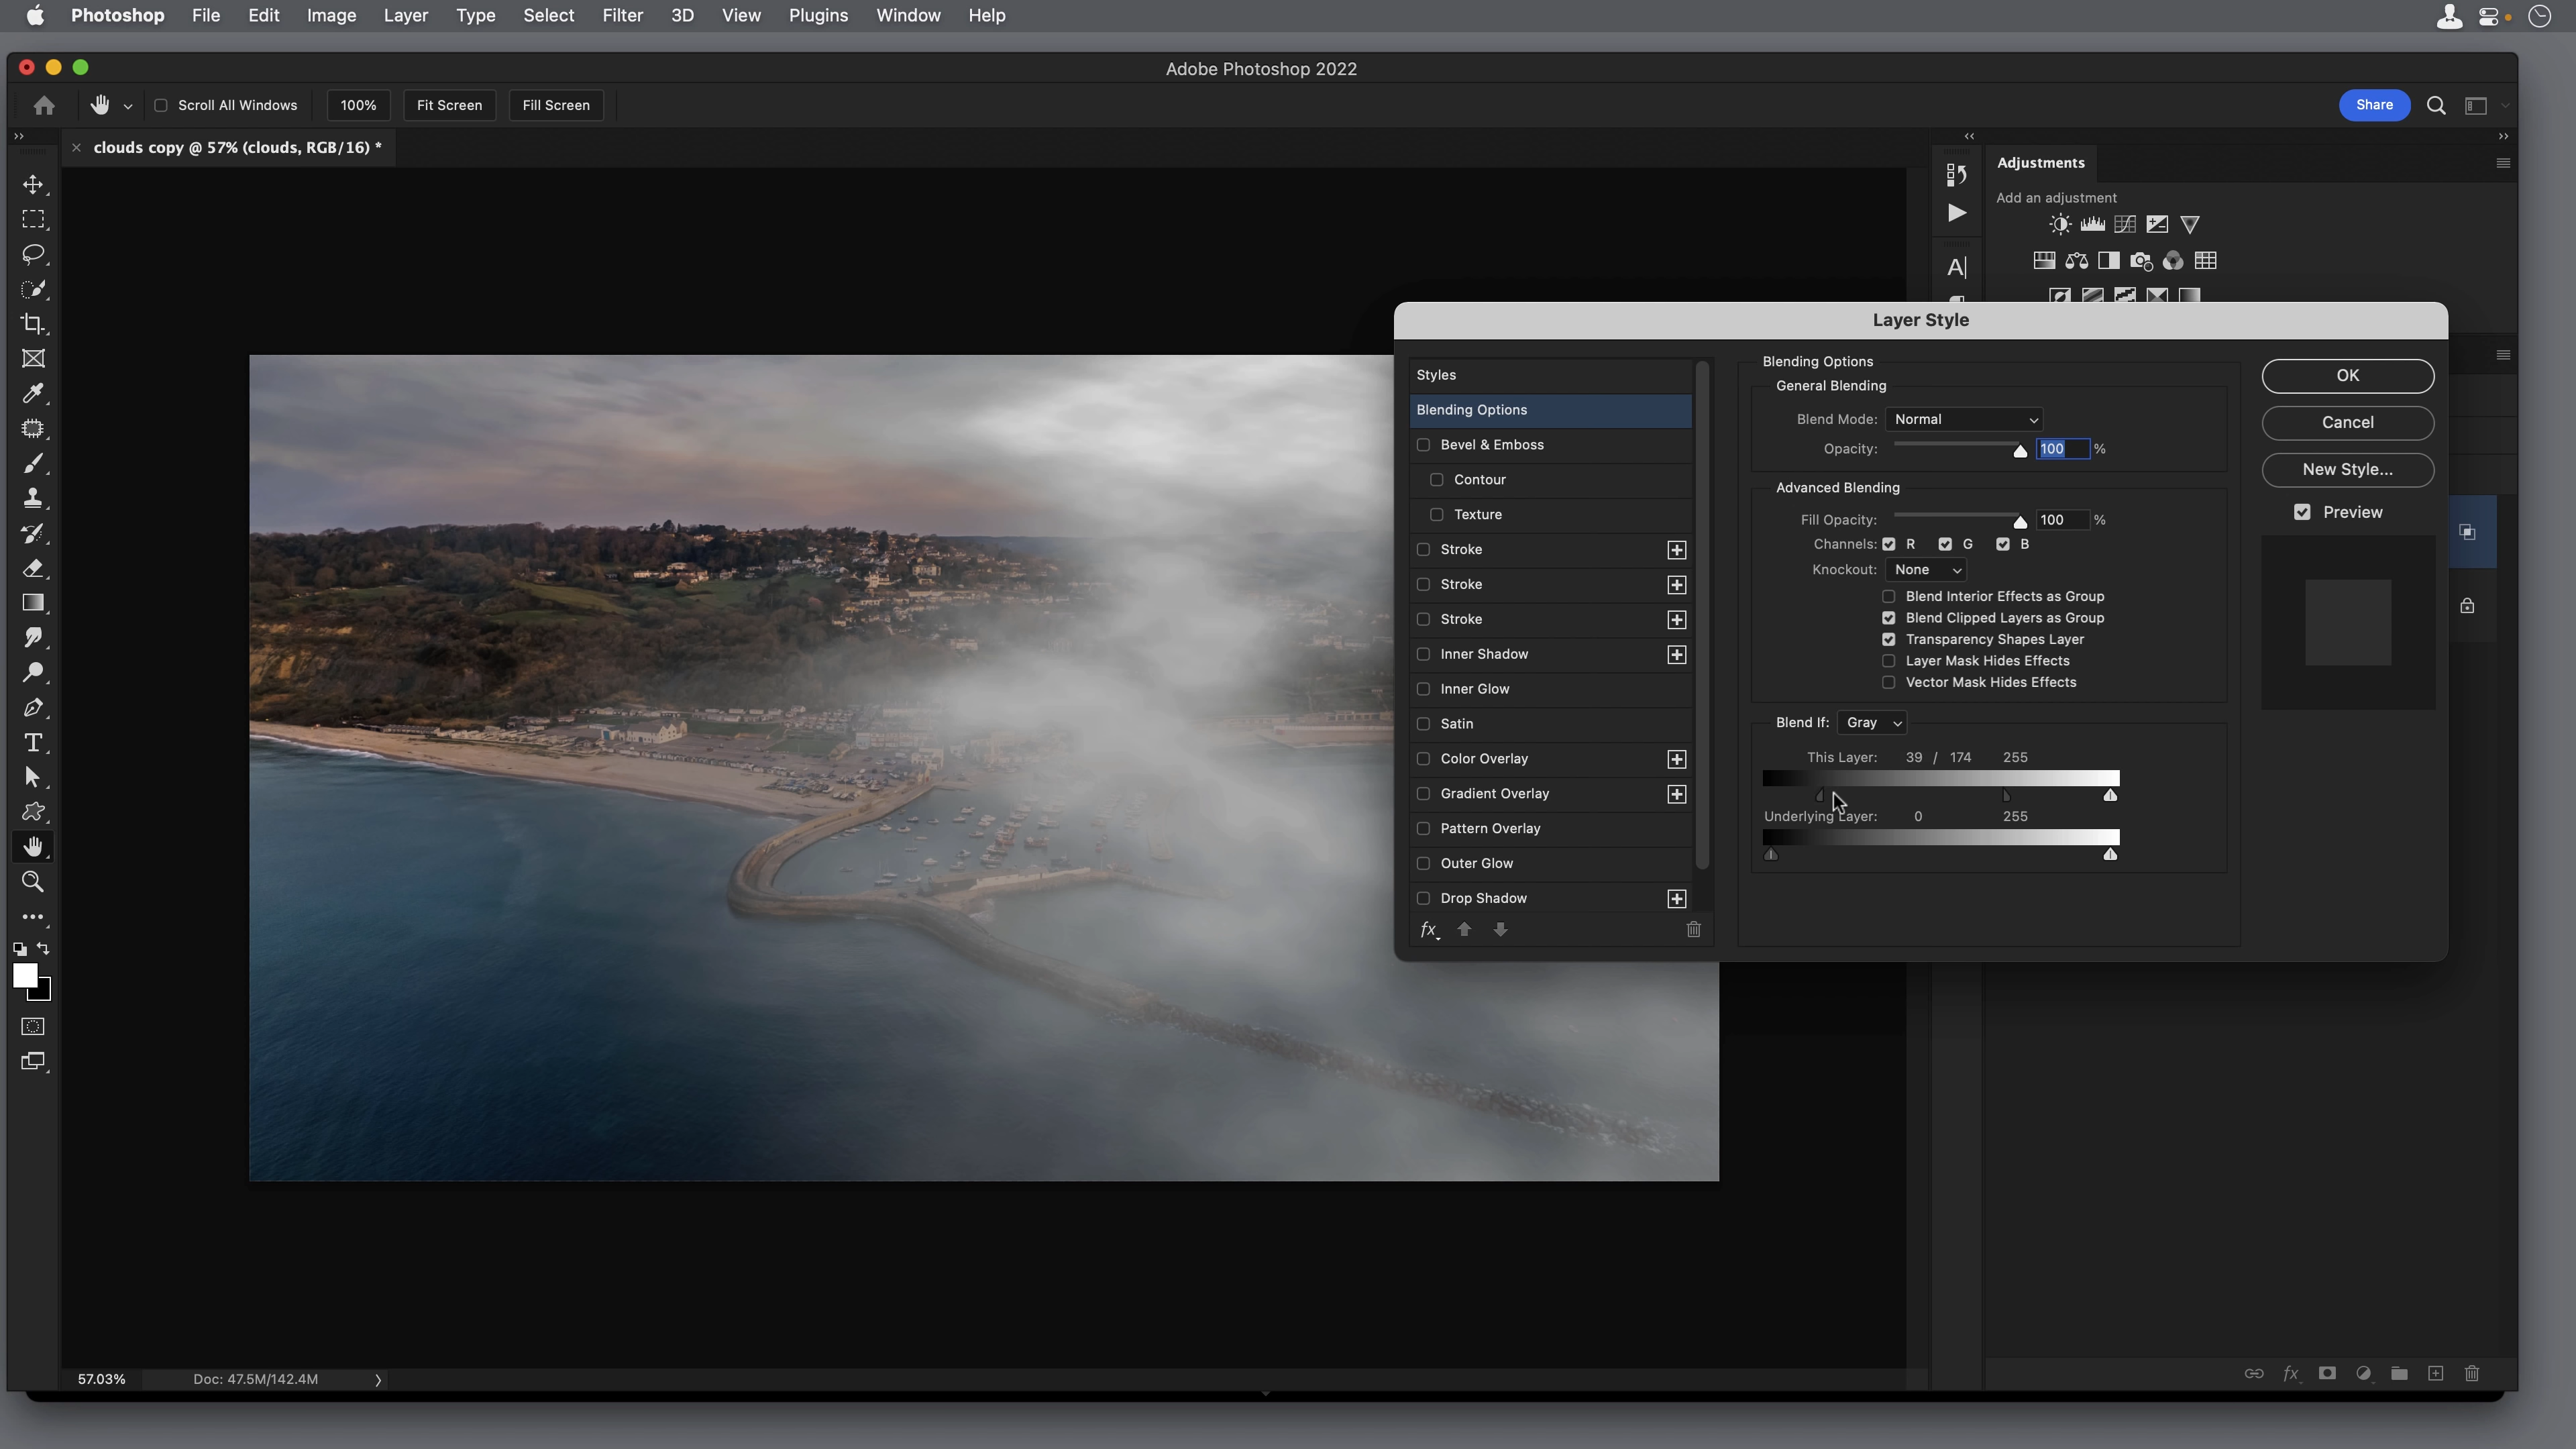 Photoshop File Edit Image Layer Type Select Filter 3D View Plugins Window Help
Adobe Photoshop 2022
Scroll All Windows 100% Fit Screen Fill Screen Share
clouds copy @ 57% (clouds, RGB/16) *
Adjustments
Add an adjustment
Layer Style
Styles
Blending Options
Bevel & Emboss
Contour
Texture
Stroke
Stroke
Stroke
Inner Shadow
Inner Glow
Satin
Color Overlay
Gradient Overlay
Pattern Overlay
Outer Glow
Drop Shadow
fx
Blending Options
General Blending
Blend Mode: Normal
Opacity: 100 %
Advanced Blending
Fill Opacity: 100 %
Channels: R G B
Knockout: None
Blend Interior Effects as Group
Blend Clipped Layers as Group
Transparency Shapes Layer
Layer Mask Hides Effects
Vector Mask Hides Effects
Blend If: Gray
This Layer: 39 / 174 255
Underlying Layer: 0 255
OK
Cancel
New Style...
Preview
57.03% Doc: 47.5M/142.4M
fx